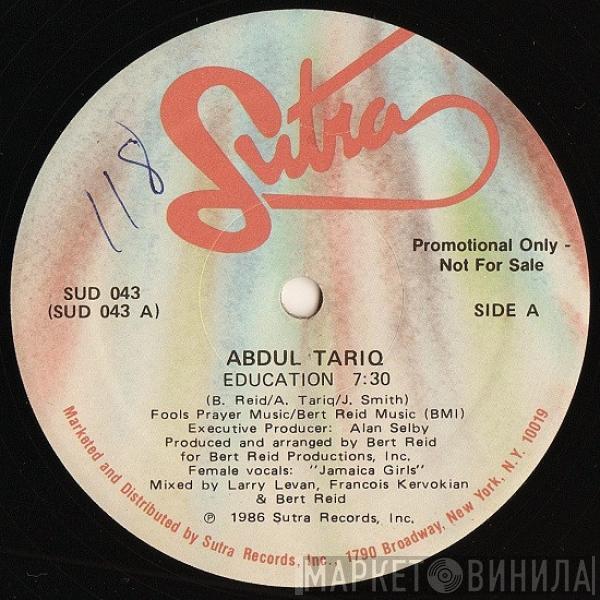 Sutra
118
Promotional Only -
Not For Sale
SUD 043
(SUD 043 A)
SIDE A
ABDUL TARIQ
EDUCATION 7:30
(B. Reid/A. Tariq/J. Smith)
Fools Prayer Music/Bert Reid Music (BMI)
Executive Producer: Alan Selby
Produced and arranged by Bert Reid
for Bert Reid Productions, Inc.
Female vocals: "Jamaica Girls"
Mixed by Larry Levan, Francois Kervokian
& Bert Reid
℗ 1986 Sutra Records, Inc.
Marketed and Distributed by Sutra Records, Inc., 1790 Broadway, New York, N.Y. 10019
МАРКЕТ ВИНИЛА